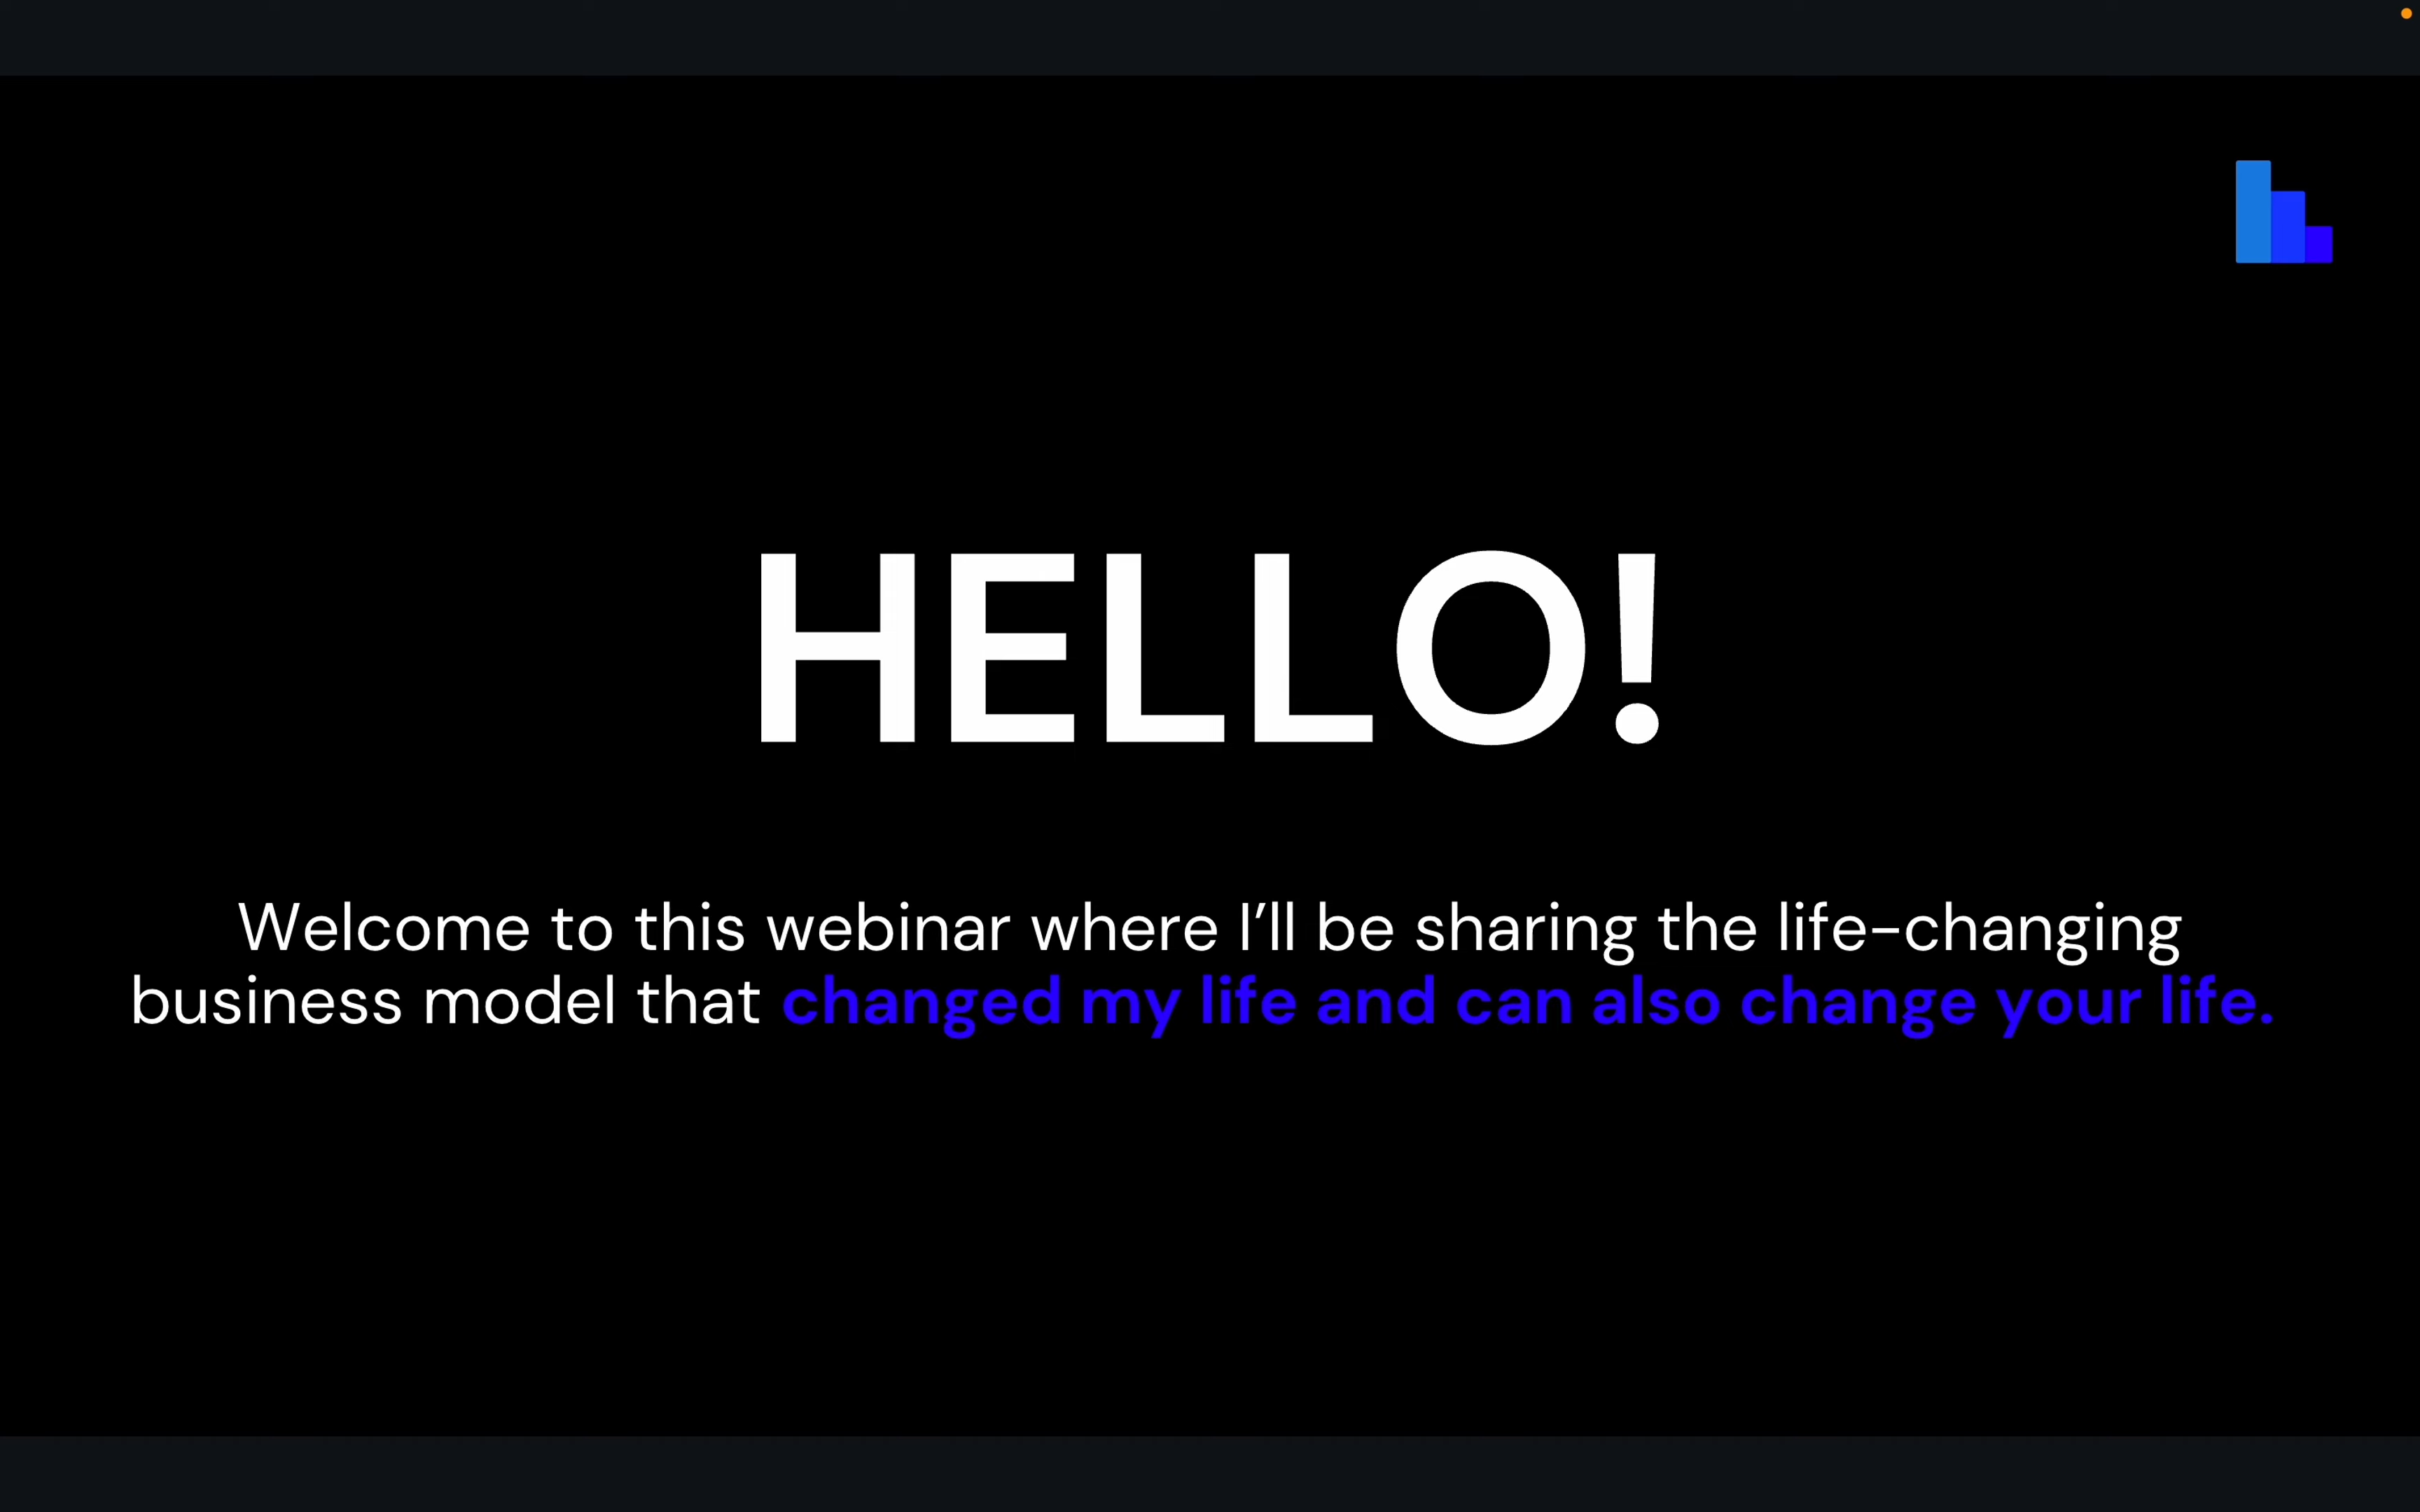 HELLO!
Welcome to this webinar where I’ll be sharing the life-changing
business model that changed my life and can also change your life.